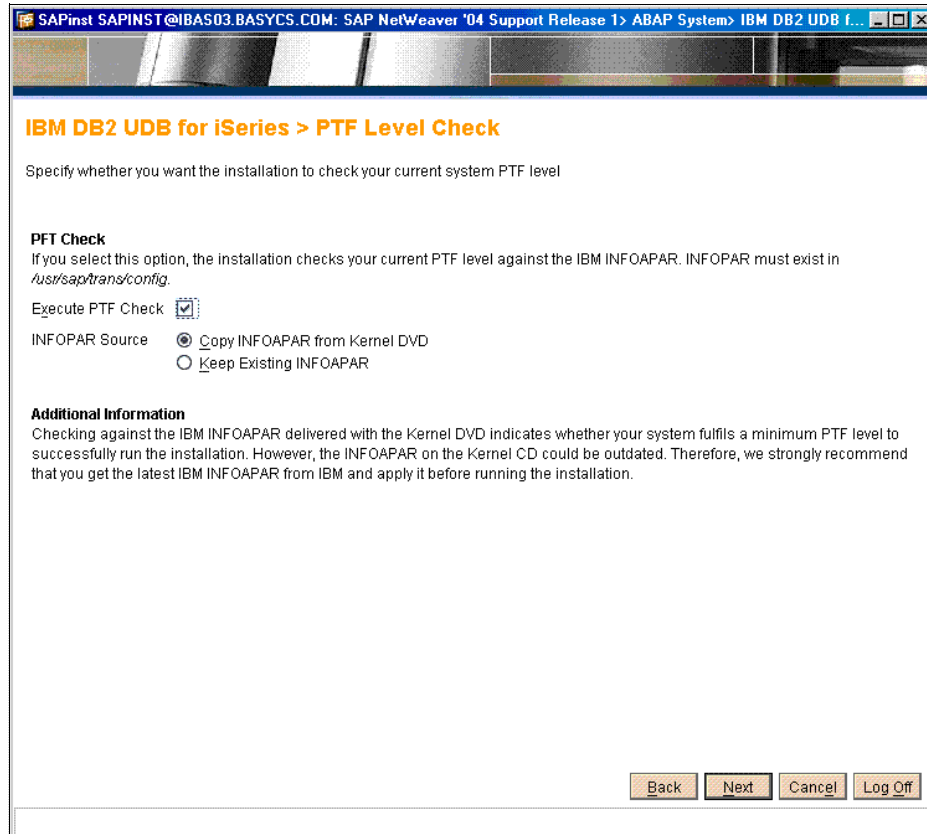 SAPinst SAPINST@IBAS03.BASYCS.COM: SAP NetWeaver '04 Support Release 1> ABAP System> IBM DB2 UDB f...
IBM DB2 UDB for iSeries > PTF Level Check
Specify whether you want the installation to check your current system PTF level
PFT Check
If you select this option, the installation checks your current PTF level against the IBM INFOAPAR. INFOPAR must exist in
/usr/sap/trans/config.
Execute PTF Check
INFOPAR Source Copy INFOAPAR from Kernel DVD
Keep Existing INFOAPAR
Additional Information
Checking against the IBM INFOAPAR delivered with the Kernel DVD indicates whether your system fulfils a minimum PTF level to
successfully run the installation. However, the INFOAPAR on the Kernel CD could be outdated. Therefore, we strongly recommend
that you get the latest IBM INFOAPAR from IBM and apply it before running the installation.
Back Next Cancel Log Off